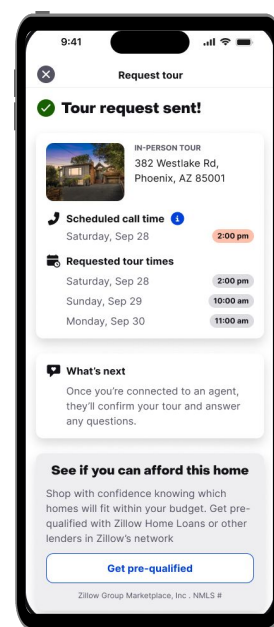 9:41
Request tour
Tour request sent!
IN-PERSON TOUR
382 Westlake Rd,
Phoenix, AZ 85001
Scheduled call time i
Saturday, Sep 28 2:00 pm
Requested tour times
Saturday, Sep 28 2:00 pm
Sunday, Sep 29 10:00 am
Monday, Sep 30 11:00 am
What's next
Once you're connected to an agent,
they'll confirm your tour and answer
any questions.
See if you can afford this home
Shop with confidence knowing which
homes will fit within your budget. Get pre-
qualified with Zillow Home Loans or other
lenders in Zillow's network
Get pre-qualified
Zillow Group Marketplace, Inc . NMLS #